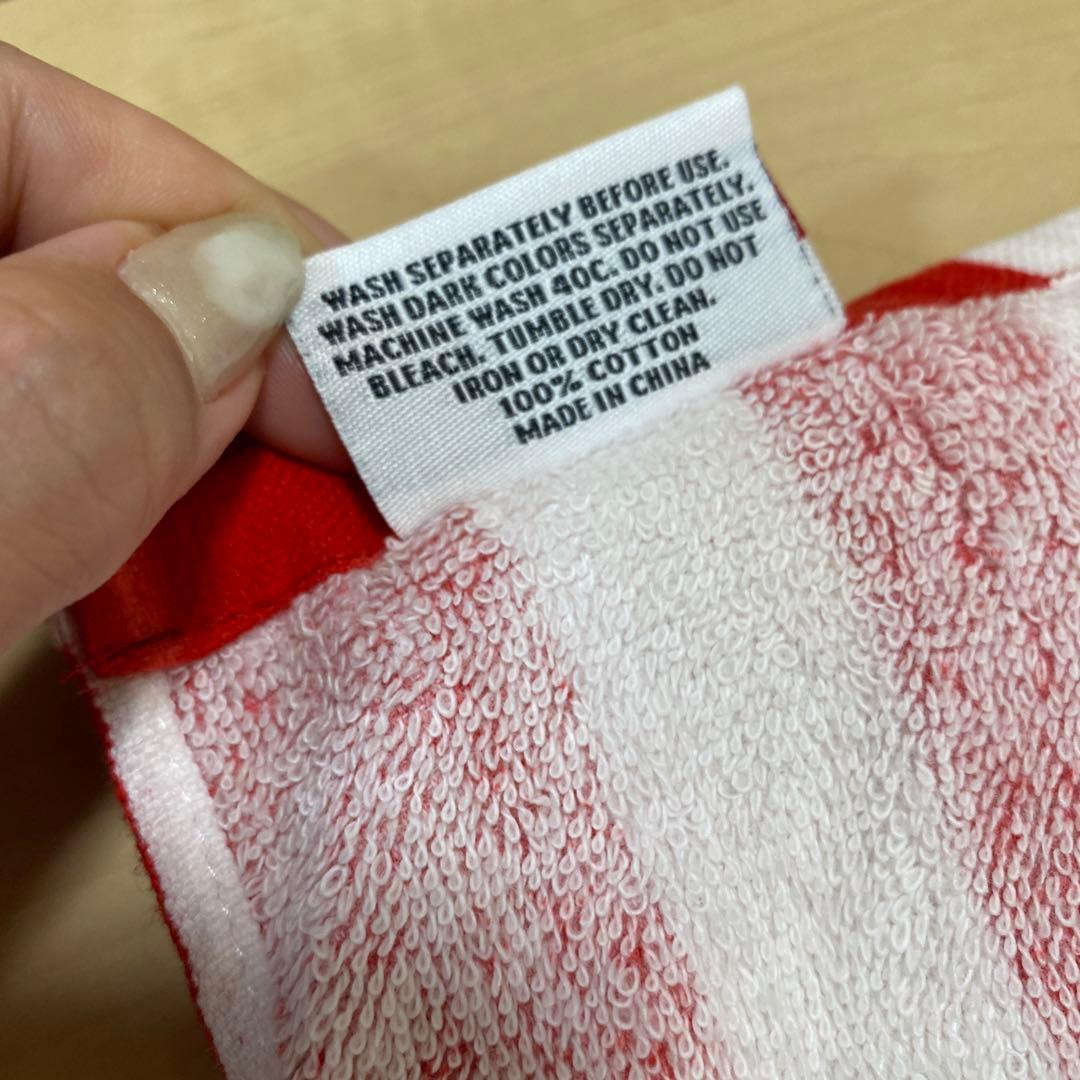 WASH SEPARATELY BEFORE USE.
WASH DARK COLORS SEPARATELY.
MACHINE WASH 40C. DO NOT USE
BLEACH. TUMBLE DRY. DO NOT
IRON OR DRY CLEAN.
100% COTTON
MADE IN CHINA